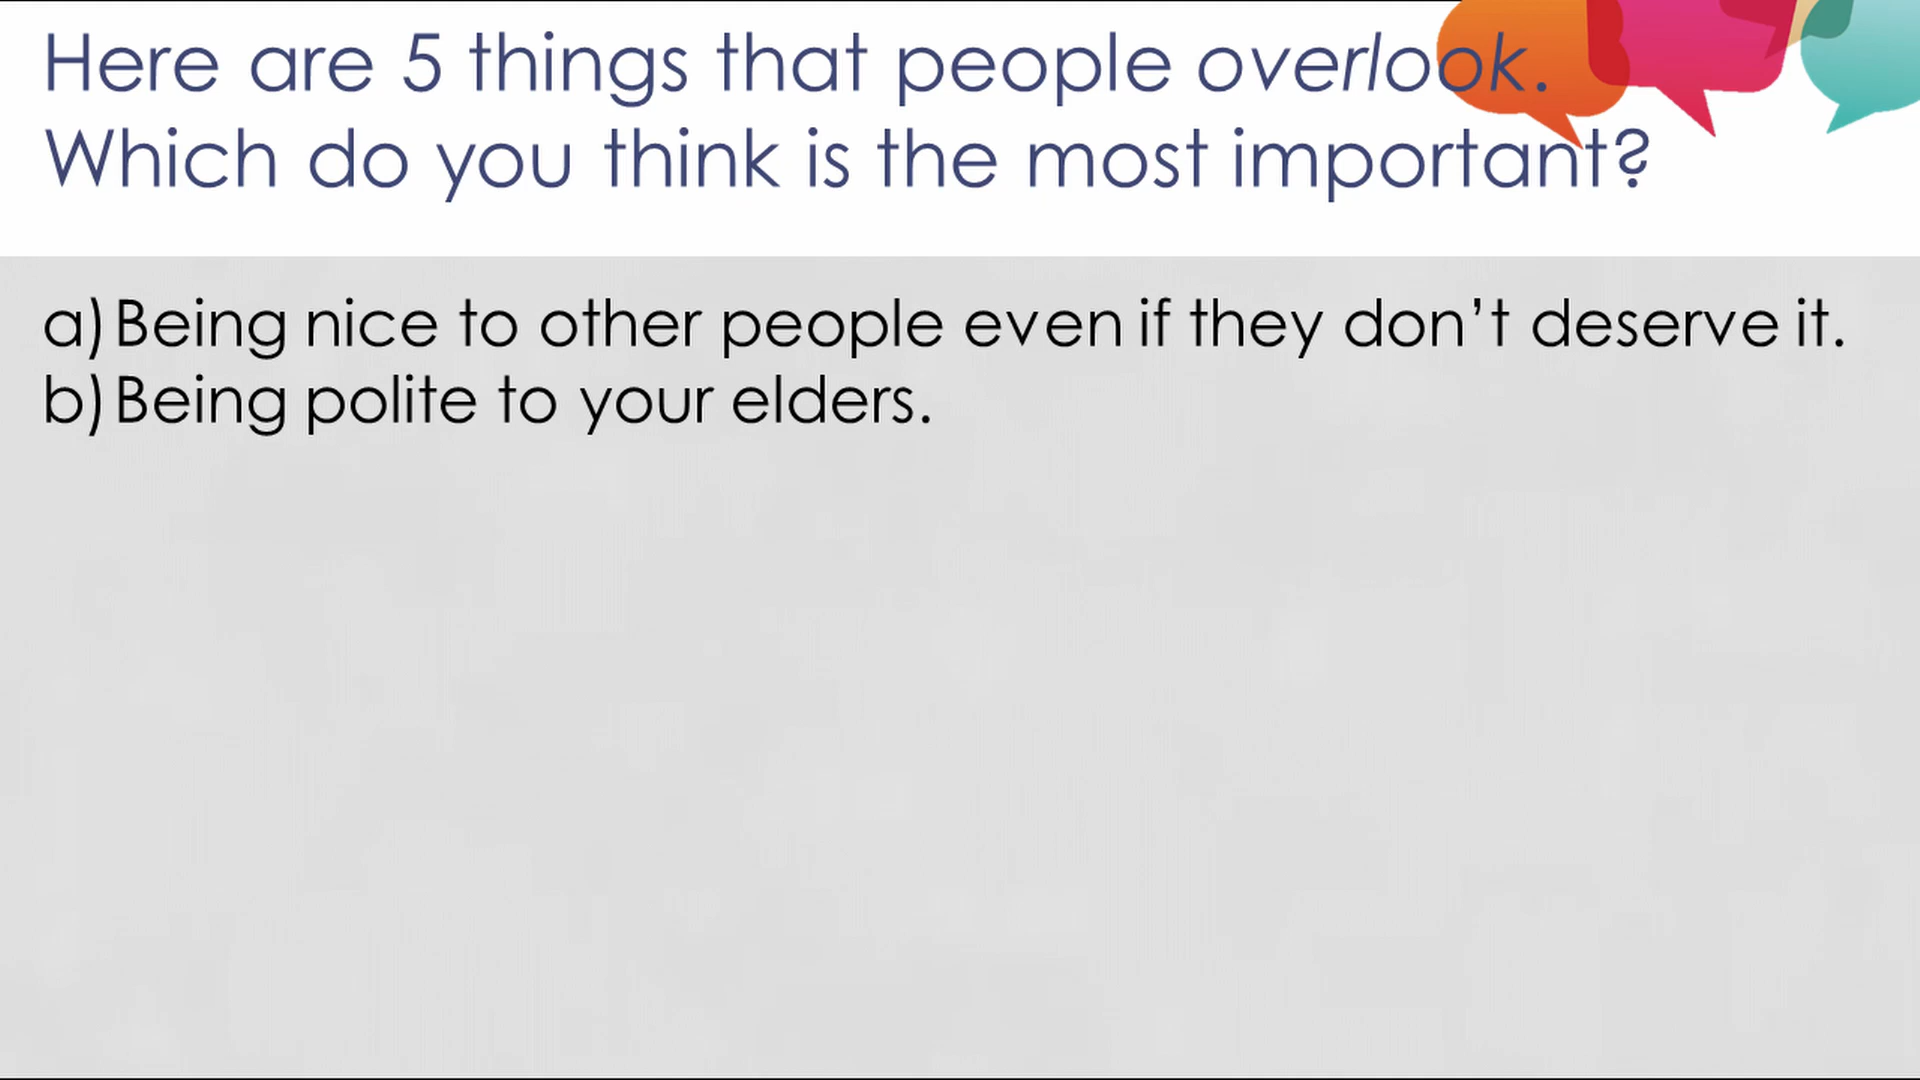 Here are 5 things that people overlook.
Which do you think is the most important?
a) Being nice to other people even if they don’t deserve it.
b) Being polite to your elders.